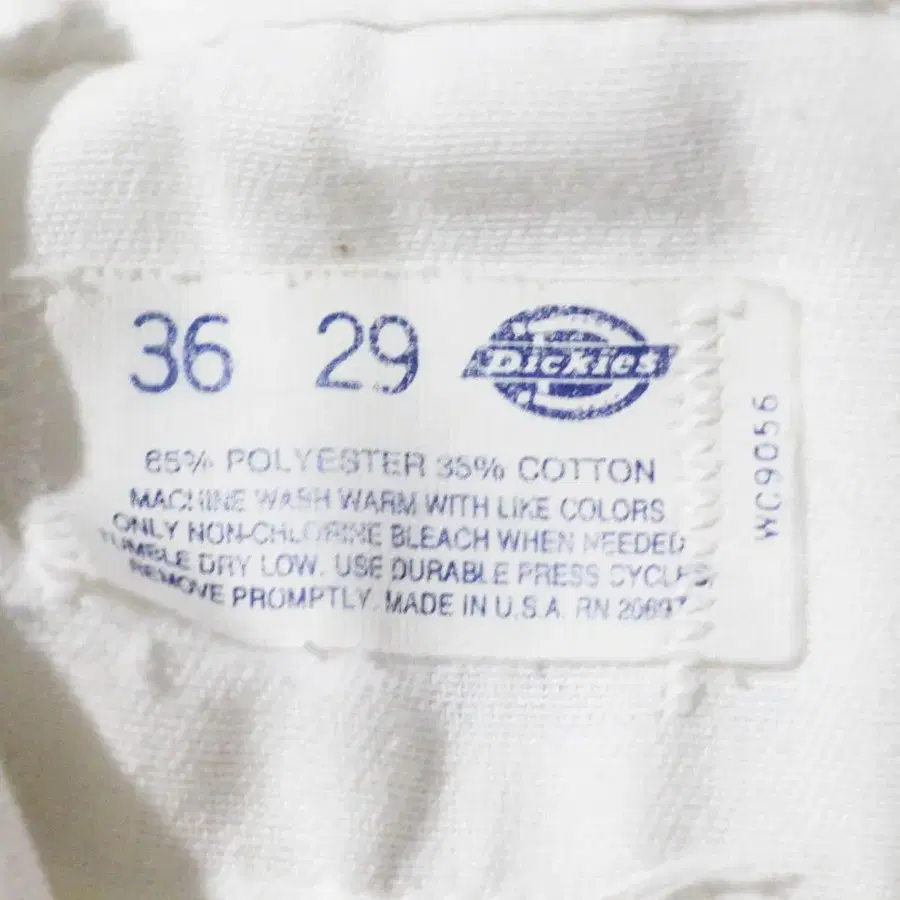 36 29 Dickies
65% POLYESTER 35% COTTON
MACHINE WASH WARM WITH LIKE COLORS
ONLY NON-CHLORINE BLEACH WHEN NEEDED
TUMBLE DRY LOW. USE DURABLE PRESS CYCLES,
REMOVE PROMPTLY. MADE IN U.S.A. RN 20697
WC9056